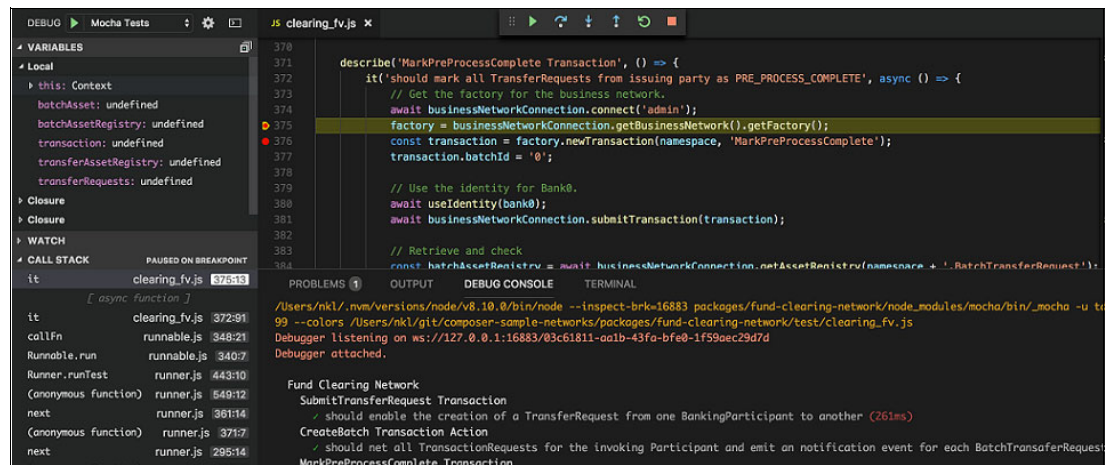 DEBUG Mocha Tests
JS clearing_fv.js ×
VARIABLES
Local
this: Context
batchAsset: undefined
batchAssetRegistry: undefined
transaction: undefined
transferAssetRegistry: undefined
transferRequests: undefined
Closure
Closure
WATCH
CALL STACK PAUSED ON BREAKPOINT
it clearing_fv.js 375:13
[ async function ]
it clearing_fv.js 372:91
callFn runnable.js 348:21
Runnable.run runnable.js 340:7
Runner.runTest runner.js 443:10
(anonymous function) runner.js 549:12
next runner.js 361:14
(anonymous function) runner.js 371:7
next runner.js 295:14
370
371 describe('MarkPreProcessComplete Transaction', () => {
372 it('should mark all TransferRequests from issuing party as PRE_PROCESS_COMPLETE', async () => {
373 // Get the factory for the business network.
374 await businessNetworkConnection.connect('admin');
375 factory = businessNetworkConnection.getBusinessNetwork().getFactory();
376 const transaction = factory.newTransaction(namespace, 'MarkPreProcessComplete');
377 transaction.batchId = '0';
378
379 // Use the identity for Bank0.
380 await useIdentity(bank0);
381 await businessNetworkConnection.submitTransaction(transaction);
382
383 // Retrieve and check
384 const batchAssetRegistry = await businessNetworkConnection.getAssetRegistry(namespace + '.BatchTransferRequest');
PROBLEMS 1 OUTPUT DEBUG CONSOLE TERMINAL
/Users/nkl/.nvm/versions/node/v8.10.0/bin/node --inspect-brk=16883 packages/fund-clearing-network/node_modules/mocha/bin/_mocha -u
99 --colors /Users/nkl/git/composer-sample-networks/packages/fund-clearing-network/test/clearing_fv.js
Debugger listening on ws://127.0.0.1:16883/03c61811-aa1b-43fa-bfe0-1f59aec29d7d
Debugger attached.
Fund Clearing Network
SubmitTransferRequest Transaction
✓ should enable the creation of a TransferRequest from one BankingParticipant to another (261ms)
CreateBatch Transaction Action
✓ should net all TransactionRequests for the invoking Participant and emit an notification event for each BatchTransaferRequest
MarkPreProcessComplete Transaction